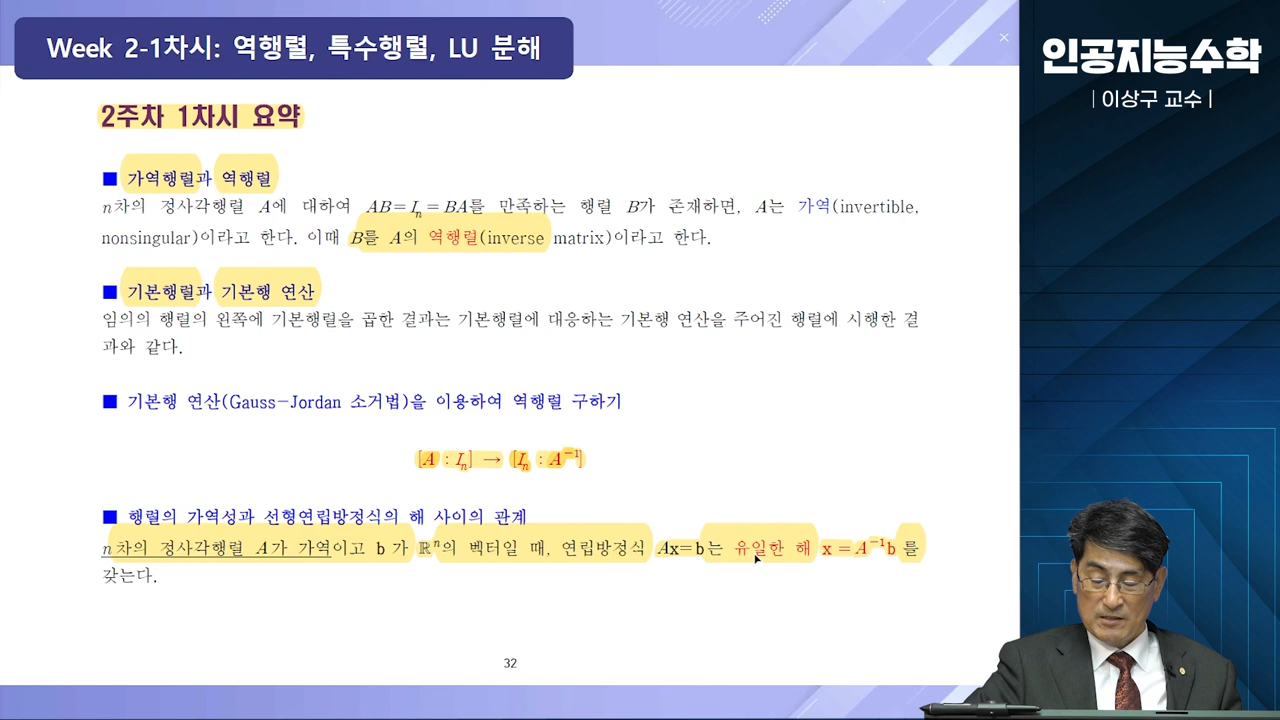 Week 2-1차시: 역행렬, 특수행렬, LU 분해
인공지능수학
| 이상구 교수 |
2주차 1차시 요약
■ 가역행렬과 역행렬
n차의 정사각행렬 A에 대하여 AB=Iₙ=BA를 만족하는 행렬 B가 존재하면, A는 가역(invertible,
nonsingular)이라고 한다. 이때 B를 A의 역행렬(inverse matrix)이라고 한다.
■ 기본행렬과 기본행 연산
임의의 행렬의 왼쪽에 기본행렬을 곱한 결과는 기본행렬에 대응하는 기본행 연산을 주어진 행렬에 시행한 결
과와 같다.
■ 기본행 연산(Gauss-Jordan 소거법)을 이용하여 역행렬 구하기
[A : Iₙ] → [Iₙ : A⁻¹]
■ 행렬의 가역성과 선형연립방정식의 해 사이의 관계
n차의 정사각행렬 A가 가역이고 b 가 ℝⁿ의 벡터일 때, 연립방정식 Ax=b는 유일한 해 x = A⁻¹b 를
갖는다.
32